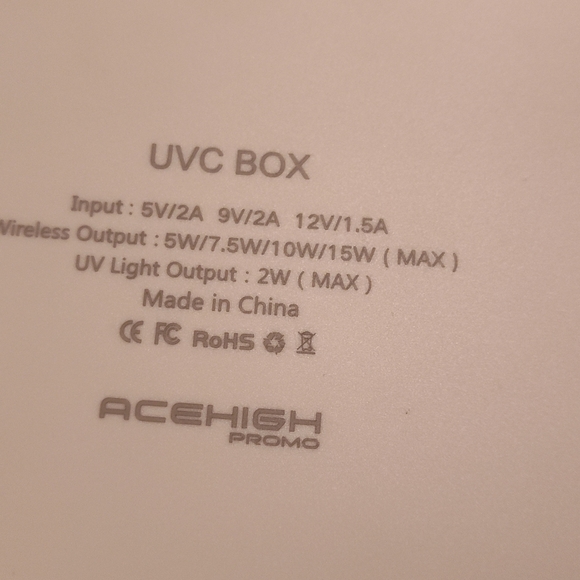 UVC BOX
Input : 5V/2A 9V/2A 12V/1.5A
Wireless Output : 5W/7.5W/10W/15W ( MAX )
UV Light Output : 2W ( MAX )
Made in China
CE FC RoHS
ACEHIGH
PROMO